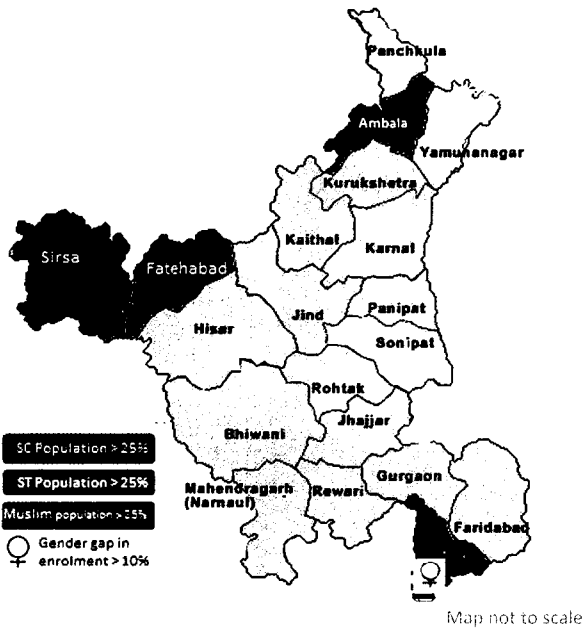 Panchkula
Ambala
Yamunanagar
Kurukshetra
Kaithal
Karnal
Sirsa
Fatehabad
Jind
Panipat
Hisar
Sonipat
Rohtak
Jhajjar
Bhiwani
Gurgaon
Mahendragarh
(Narnaul)
Rewari
Faridabad
SC Population > 25%
ST Population > 25%
Muslim population > 25%
Gender gap in
enrolment > 10%
Map not to scale